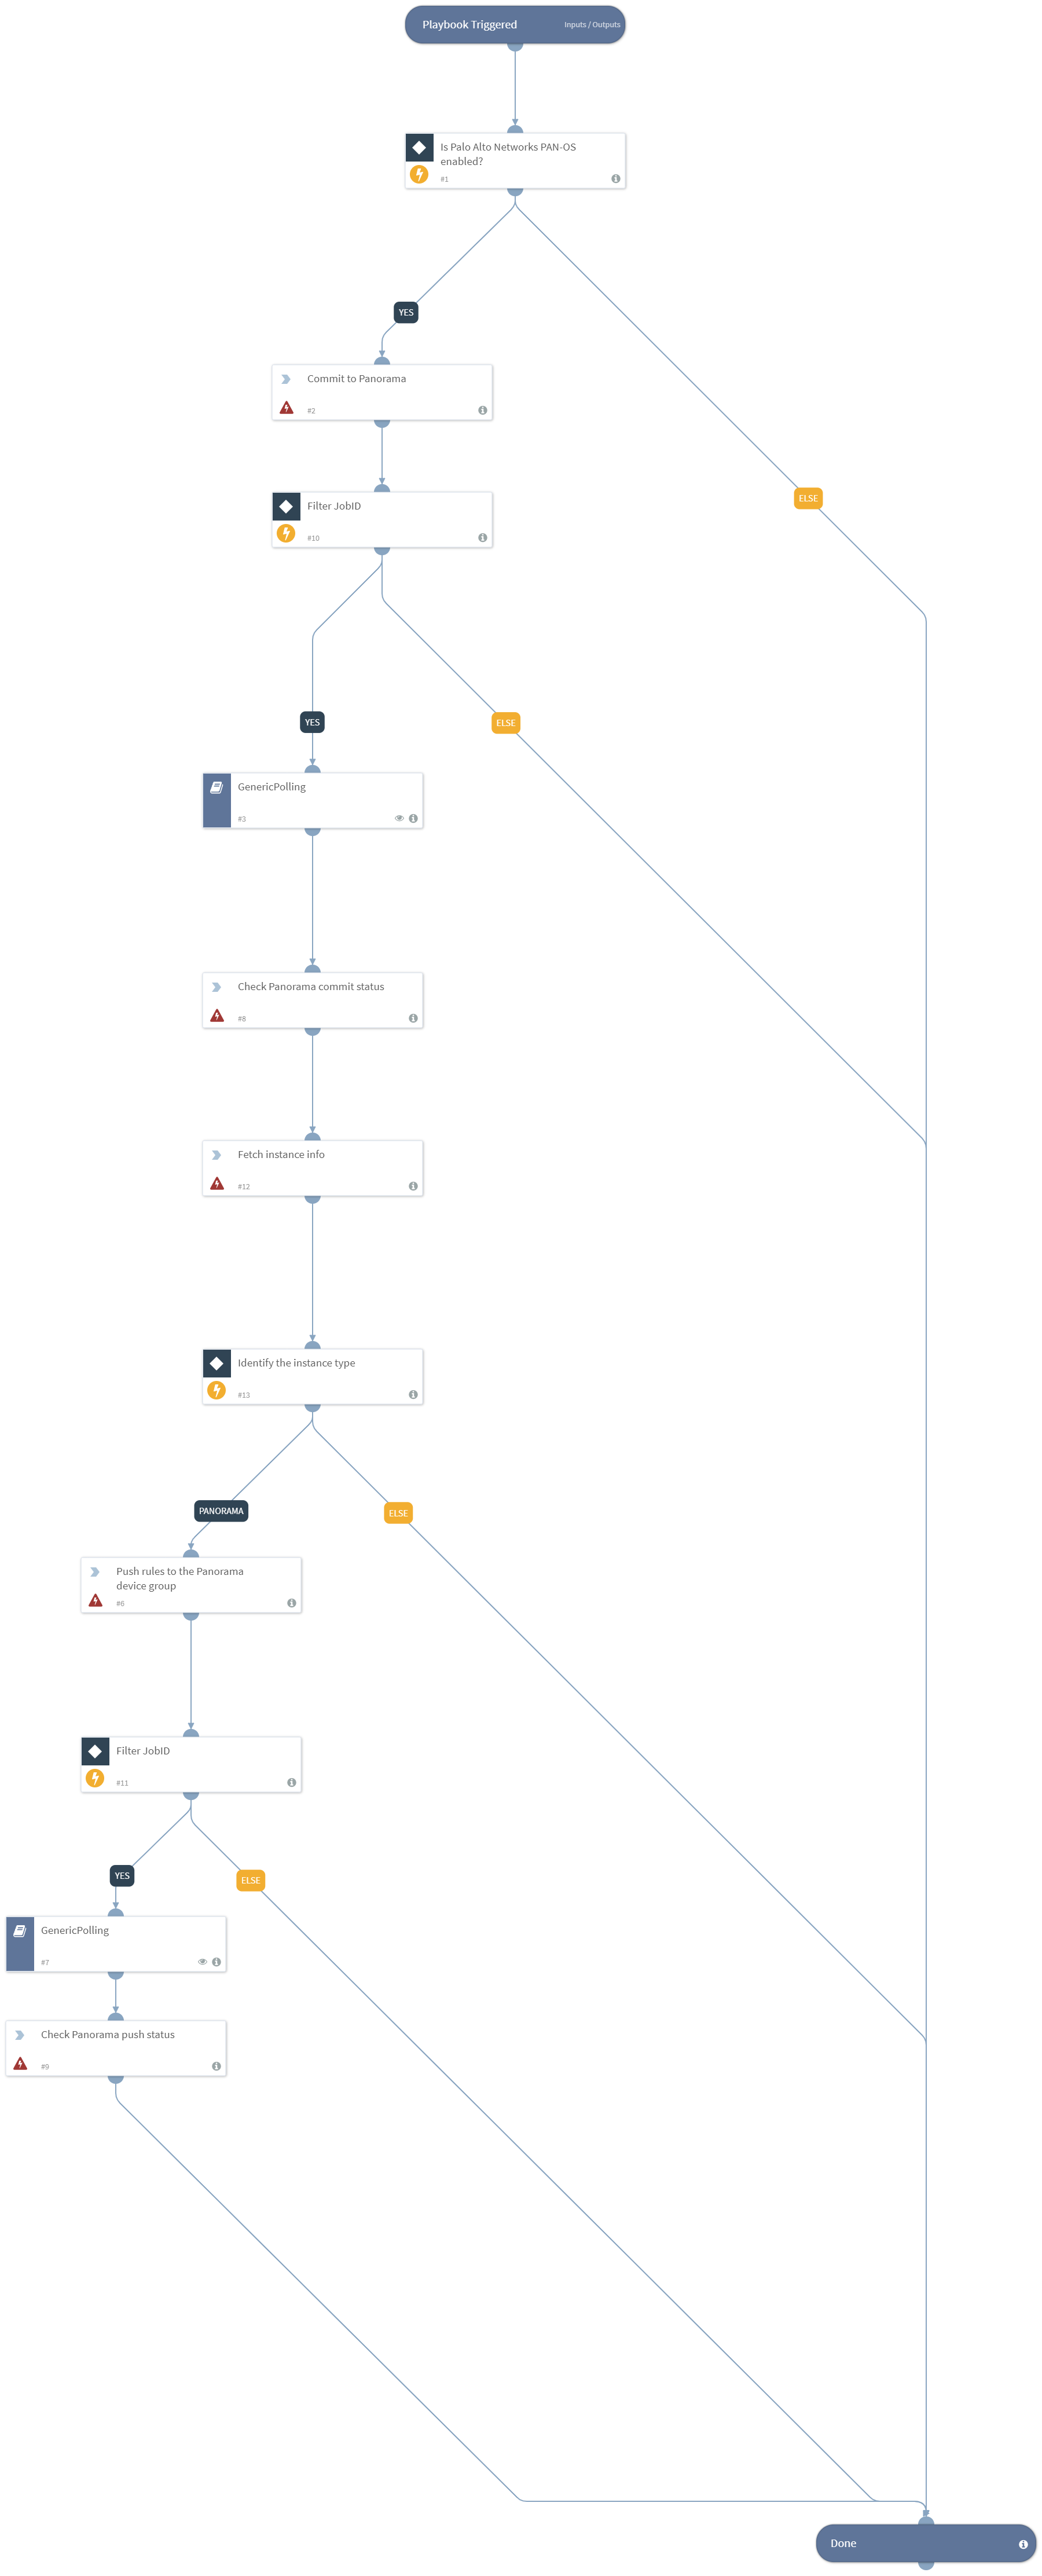 Playbook Triggered
Inputs / Outputs
Is Palo Alto Networks PAN-OS
enabled?
#1
YES
Commit to Panorama
#2
ELSE
Filter JobID
#10
YES
ELSE
GenericPolling
#3
Check Panorama commit status
#8
Fetch instance info
#12
Identify the instance type
#13
PANORAMA
ELSE
Push rules to the Panorama
device group
#6
Filter JobID
#11
YES
ELSE
GenericPolling
#7
Check Panorama push status
#9
Done